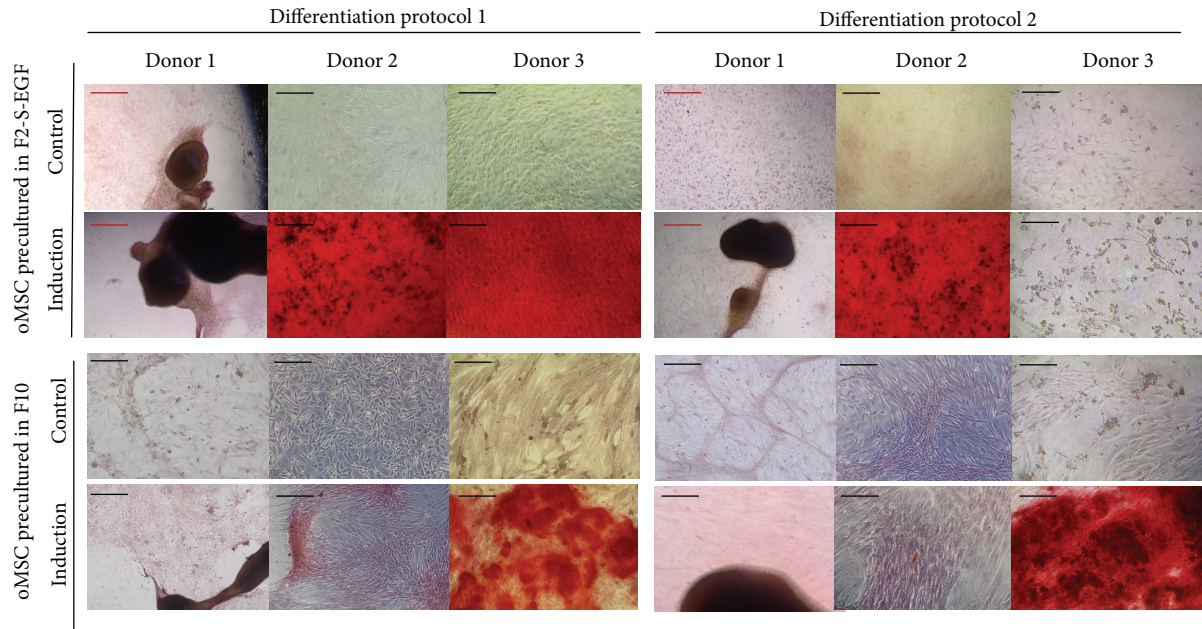 Differentiation protocol 1
Differentiation protocol 2
Donor 1
Donor 2
Donor 3
Donor 1
Donor 2
Donor 3
oMSC precultured in F2-S-EGF
Control
Induction
oMSC precultured in F10
Control
Induction